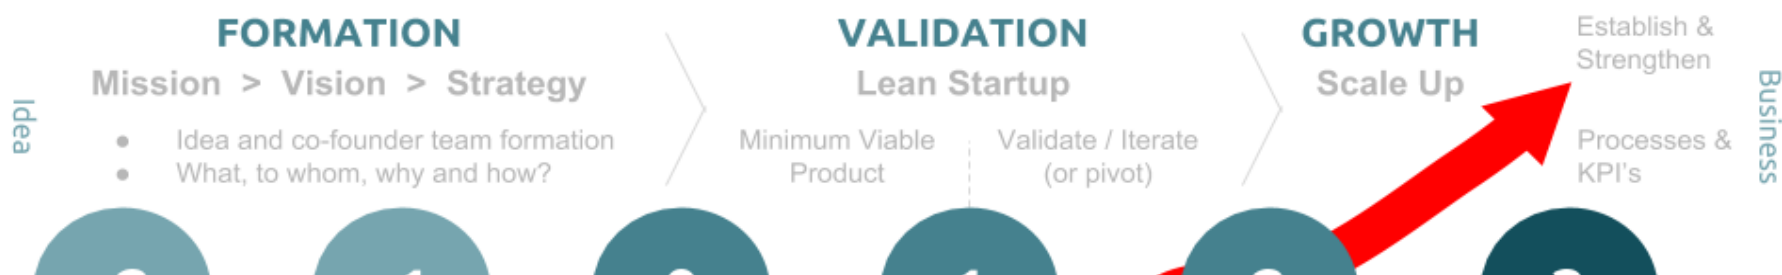 Idea
FORMATION
Mission > Vision > Strategy
● Idea and co-founder team formation
● What, to whom, why and how?
VALIDATION
Lean Startup
Minimum Viable
Product
Validate / Iterate
(or pivot)
GROWTH
Scale Up
Establish &
Strengthen
Processes &
KPI's
Business